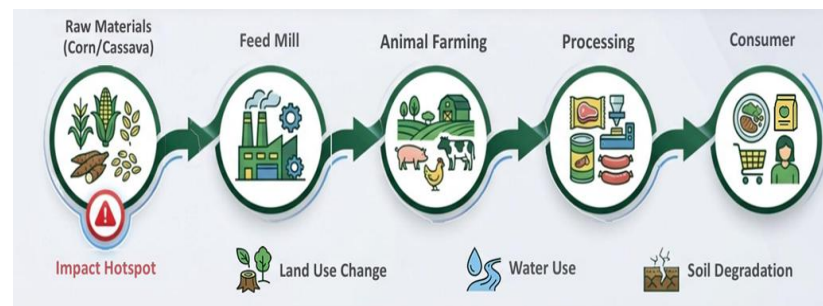 Raw Materials
(Corn/Cassava)
Feed Mill
Animal Farming
Processing
Consumer
Impact Hotspot
Land Use Change
Water Use
Soil Degradation